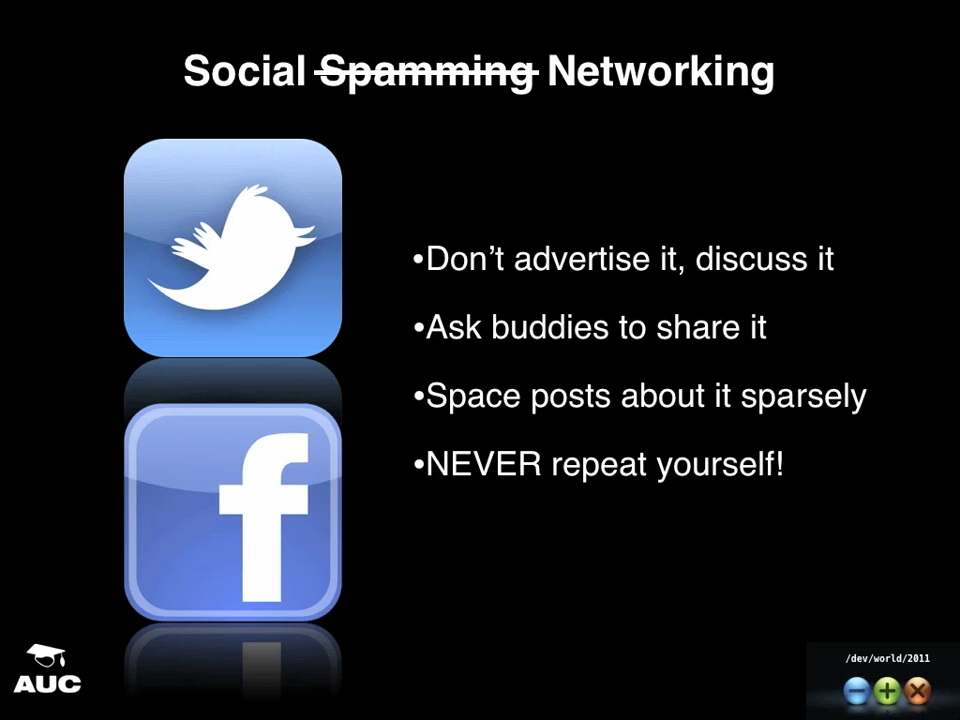 Social Spamming Networking
•Don't advertise it, discuss it
•Ask buddies to share it
•Space posts about it sparsely
•NEVER repeat yourself!
f
AUC
/dev/world/2011